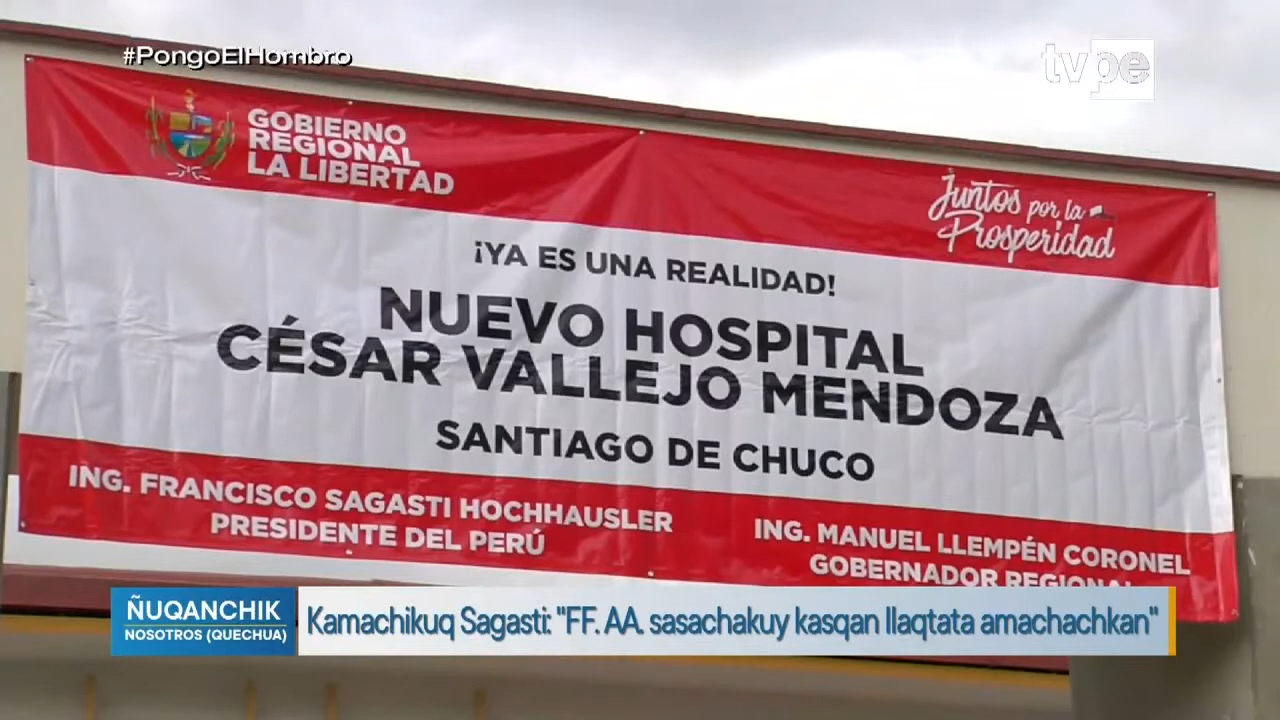 #PongoElHombro
tvpe
GOBIERNO
REGIONAL
LA LIBERTAD
Juntos por la
Prosperidad
¡YA ES UNA REALIDAD!
NUEVO HOSPITAL
CÉSAR VALLEJO MENDOZA
SANTIAGO DE CHUCO
ING. FRANCISCO SAGASTI HOCHHAUSLER
PRESIDENTE DEL PERÚ
ING. MANUEL LLEMPÉN CORONEL
GOBERNADOR REGIONAL
ÑUQANCHIK
NOSOTROS (QUECHUA)
Kamachikuq Sagasti: "FF. AA. sasachakuy kasqan llaqtata amachachkan"